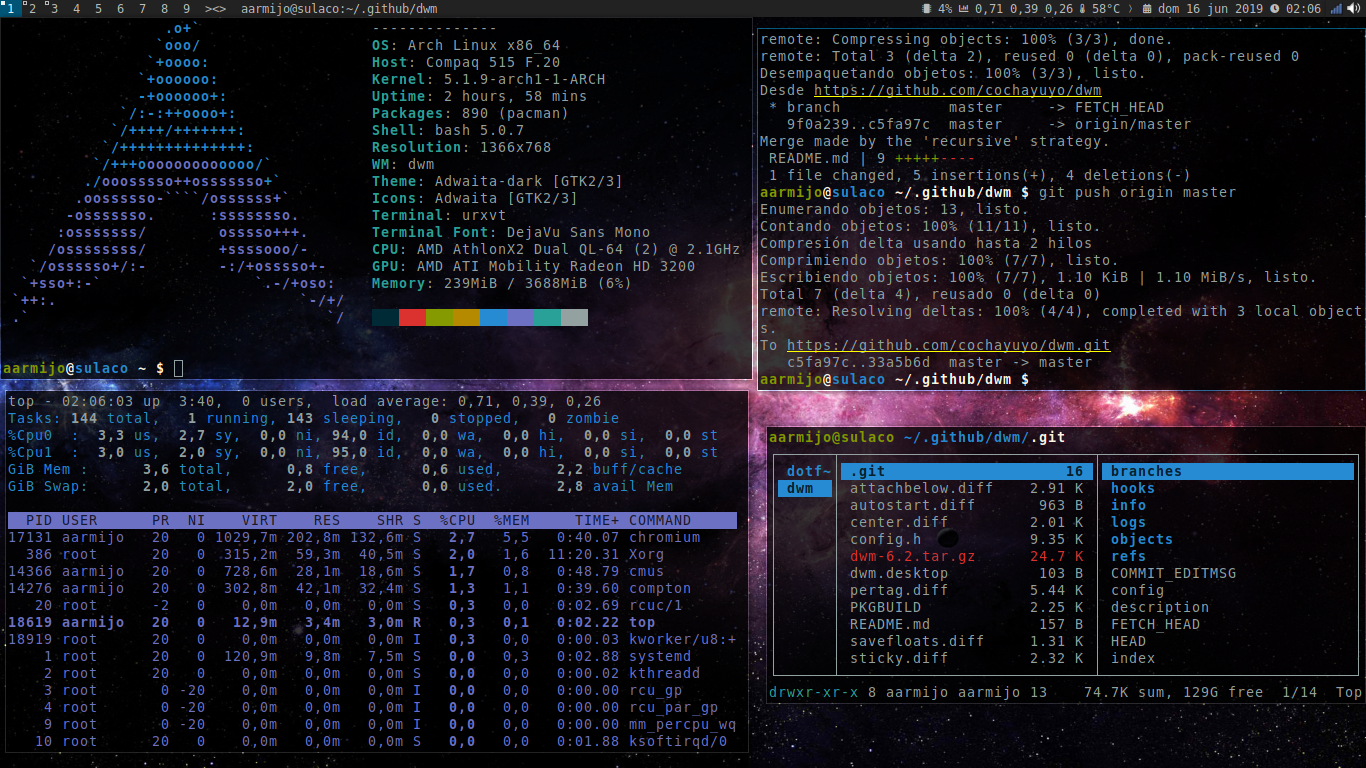 1 2 3 4 5 6 7 8 9 ><> aarmijo@sulaco:~/.github/dwm 4% 0,71 0,39 0,26 58°C dom 16 jun 2019 02:06
--------------
OS: Arch Linux x86_64
Host: Compaq 515 F.20
Kernel: 5.1.9-arch1-1-ARCH
Uptime: 2 hours, 58 mins
Packages: 890 (pacman)
Shell: bash 5.0.7
Resolution: 1366x768
WM: dwm
Theme: Adwaita-dark [GTK2/3]
Icons: Adwaita [GTK2/3]
Terminal: urxvt
Terminal Font: DejaVu Sans Mono
CPU: AMD AthlonX2 Dual QL-64 (2) @ 2.1GHz
GPU: AMD ATI Mobility Radeon HD 3200
Memory: 239MiB / 3688MiB (6%)
aarmijo@sulaco ~ $
remote: Compressing objects: 100% (3/3), done.
remote: Total 3 (delta 2), reused 0 (delta 0), pack-reused 0
Desempaquetando objetos: 100% (3/3), listo.
Desde https://github.com/cochayuyo/dwm
* branch master -> FETCH_HEAD
9f0a239..c5fa97c master -> origin/master
Merge made by the 'recursive' strategy.
README.md | 9 +++++----
1 file changed, 5 insertions(+), 4 deletions(-)
aarmijo@sulaco ~/.github/dwm $ git push origin master
Enumerando objetos: 13, listo.
Contando objetos: 100% (11/11), listo.
Compresión delta usando hasta 2 hilos
Comprimiendo objetos: 100% (7/7), listo.
Escribiendo objetos: 100% (7/7), 1.10 KiB | 1.10 MiB/s, listo.
Total 7 (delta 4), reusado 0 (delta 0)
remote: Resolving deltas: 100% (4/4), completed with 3 local object
s.
To https://github.com/cochayuyo/dwm.git
c5fa97c..33a5b6d master -> master
aarmijo@sulaco ~/.github/dwm $
top - 02:06:03 up 3:40, 0 users, load average: 0,71, 0,39, 0,26
Tasks: 144 total, 1 running, 143 sleeping, 0 stopped, 0 zombie
%Cpu0 : 3,3 us, 2,7 sy, 0,0 ni, 94,0 id, 0,0 wa, 0,0 hi, 0,0 si, 0,0 st
%Cpu1 : 3,0 us, 2,0 sy, 0,0 ni, 95,0 id, 0,0 wa, 0,0 hi, 0,0 si, 0,0 st
GiB Mem : 3,6 total, 0,8 free, 0,6 used, 2,2 buff/cache
GiB Swap: 2,0 total, 2,0 free, 0,0 used. 2,8 avail Mem
PID USER PR NI VIRT RES SHR S %CPU %MEM TIME+ COMMAND
17131 aarmijo 20 0 1029,7m 202,8m 132,6m S 2,7 5,5 0:40.07 chromium
386 root 20 0 315,2m 59,3m 40,5m S 2,0 1,6 11:20.31 Xorg
14366 aarmijo 20 0 728,6m 28,1m 18,6m S 1,7 0,8 0:48.79 cmus
14276 aarmijo 20 0 302,8m 42,1m 32,4m S 1,3 1,1 0:39.60 compton
20 root -2 0 0,0m 0,0m 0,0m S 0,3 0,0 0:02.69 rcuc/1
18619 aarmijo 20 0 12,9m 3,4m 3,0m R 0,3 0,1 0:02.22 top
18919 root 20 0 0,0m 0,0m 0,0m I 0,3 0,0 0:00.03 kworker/u8:+
1 root 20 0 120,9m 9,8m 7,5m S 0,0 0,3 0:02.88 systemd
2 root 20 0 0,0m 0,0m 0,0m S 0,0 0,0 0:00.02 kthreadd
3 root 0 -20 0,0m 0,0m 0,0m I 0,0 0,0 0:00.00 rcu_gp
4 root 0 -20 0,0m 0,0m 0,0m I 0,0 0,0 0:00.00 rcu_par_gp
9 root 0 -20 0,0m 0,0m 0,0m I 0,0 0,0 0:00.00 mm_percpu_wq
10 root 20 0 0,0m 0,0m 0,0m S 0,0 0,0 0:01.88 ksoftirqd/0
aarmijo@sulaco ~/.github/dwm/.git
dotf~ .git 16 branches
dwm attachbelow.diff 2.91 K hooks
autostart.diff 963 B info
center.diff 2.01 K logs
config.h 9.35 K objects
dwm-6.2.tar.gz 24.7 K refs
dwm.desktop 103 B COMMIT_EDITMSG
pertag.diff 5.44 K config
PKGBUILD 2.25 K description
README.md 157 B FETCH_HEAD
savefloats.diff 1.31 K HEAD
sticky.diff 2.32 K index
drwxr-xr-x 8 aarmijo aarmijo 13 74.7K sum, 129G free 1/14 Top